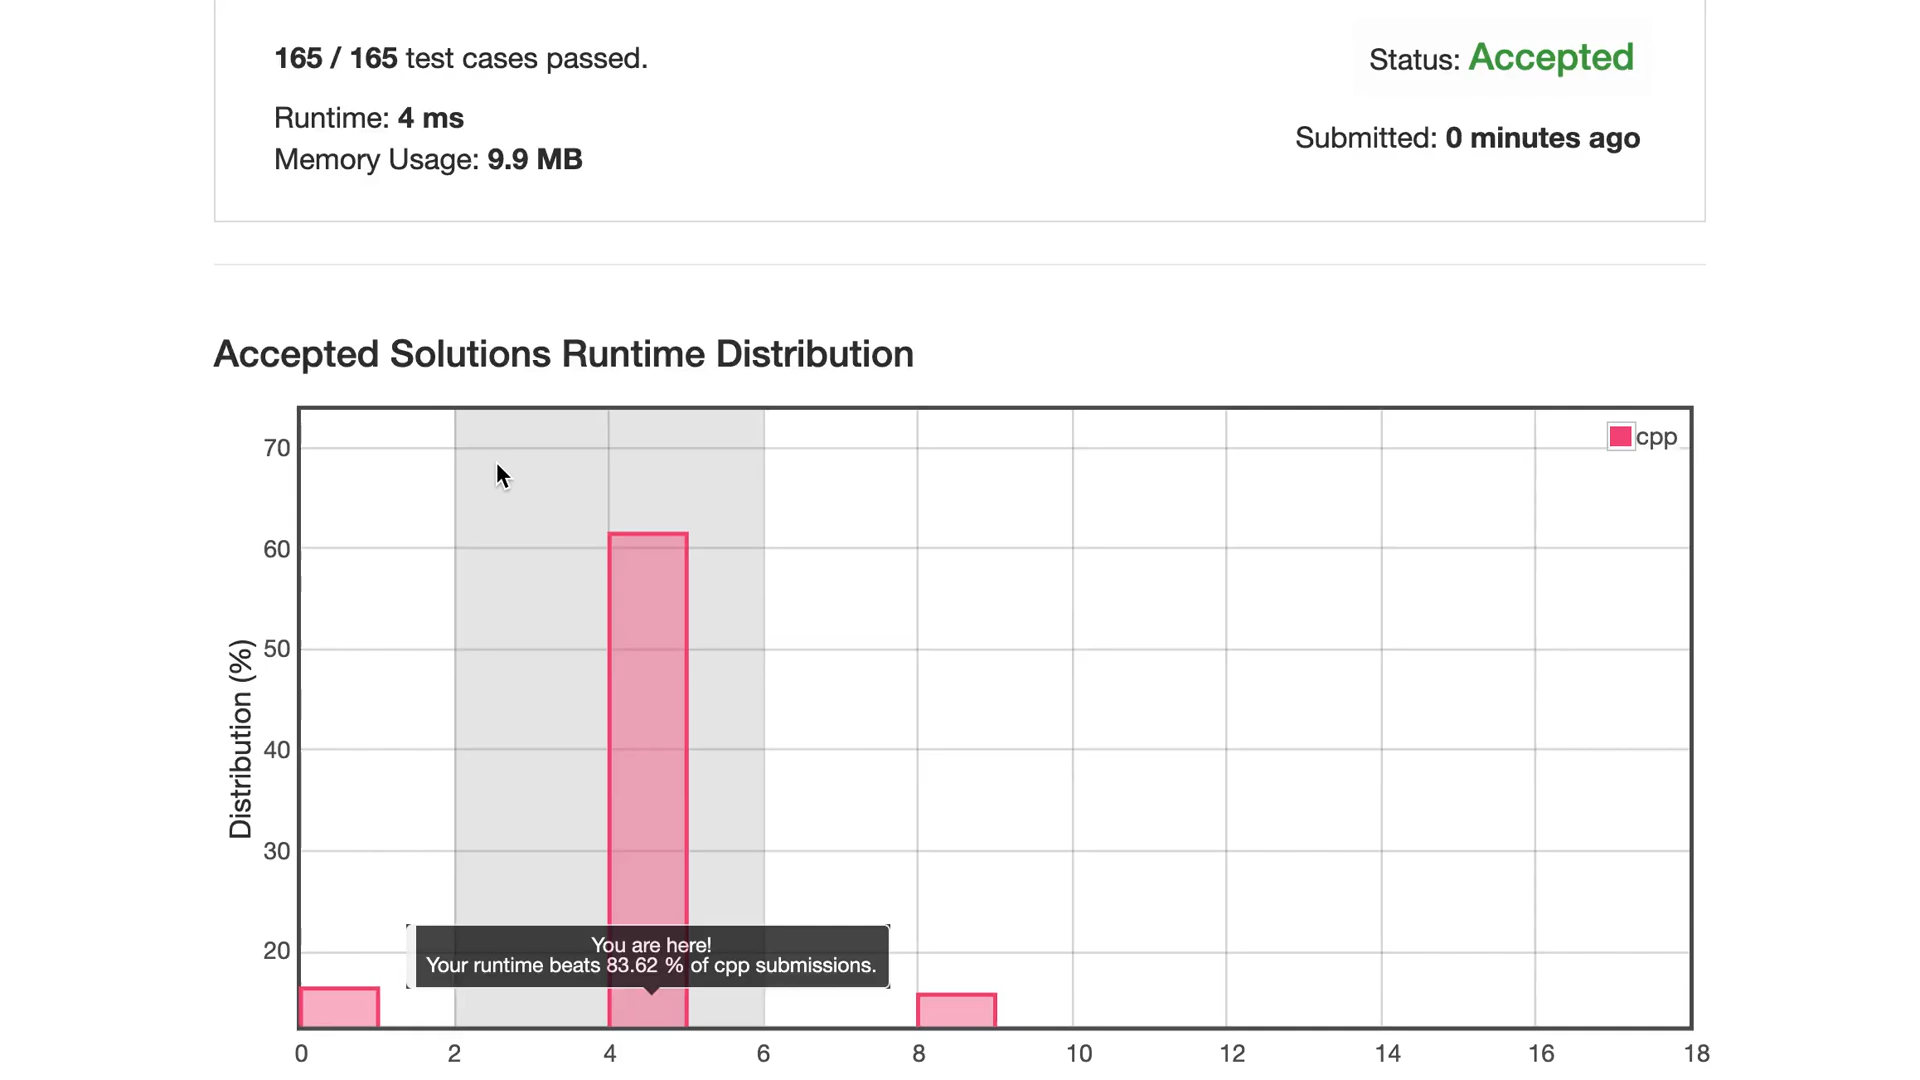 165 / 165 test cases passed.
Status: Accepted
Runtime: 4 ms
Submitted: 0 minutes ago
Memory Usage: 9.9 MB
Accepted Solutions Runtime Distribution
cpp
70
60
50
40
30
20
Distribution (%)
You are here!
Your runtime beats 83.62 % of cpp submissions.
0 2 4 6 8 10 12 14 16 18